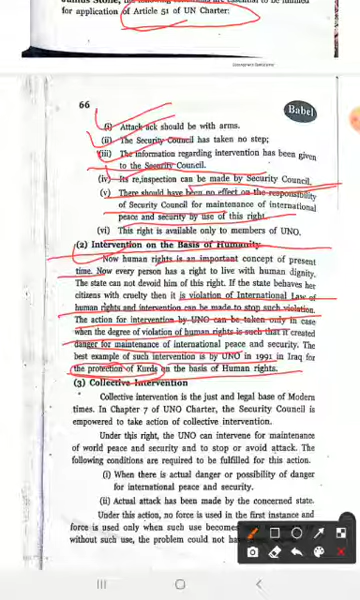 for application of Article 51 of UN Charter:
66
Babel
(i) Attack ack should be with arms.
(ii) The Security Council has taken no step;
(iii) The information regarding intervention has been given
to the Security Council.
(iv) Its re,inspection can be made by Security Council.
(v) There should have been no effect on the responsibility
of Security Council for maintenance of international
peace and security by use of this right.
(vi) This right is available only to members of UNO.
(2) Intervention on the Basis of Humanity
Now human rights is an important concept of present
time. Now every person has a right to live with human dignity.
The state can not devoid him of this right. If the state behaves her
citizens with cruelty then it is violation of International Law of
human rights and intervention can be made to stop such violation.
The action for intervention by UNO can be taken only in case
when the degree of violation of human rights is such that it created
danger for maintenance of international peace and security. The
best example of such intervention is by UNO in 1991 in Iraq for
the protection of Kurds on the basis of Human rights.
(3) Collective Intervention
Collective intervention is the just and legal base of Modern
times. In Chapter 7 of UNO Charter, the Security Council is
empowered to take action of collective intervention.
Under this right, the UNO can intervene for maintenance
of world peace and security and to stop or avoid attack. The
following conditions are required to be fulfilled for this action.
(i) When there is actual danger or possibility of danger
for international peace and security.
(ii) Actual attack has been made by the concerned state.
Under this action, no force is used in the first instance and
force is used only when such use becomes
without such use, the problem could not